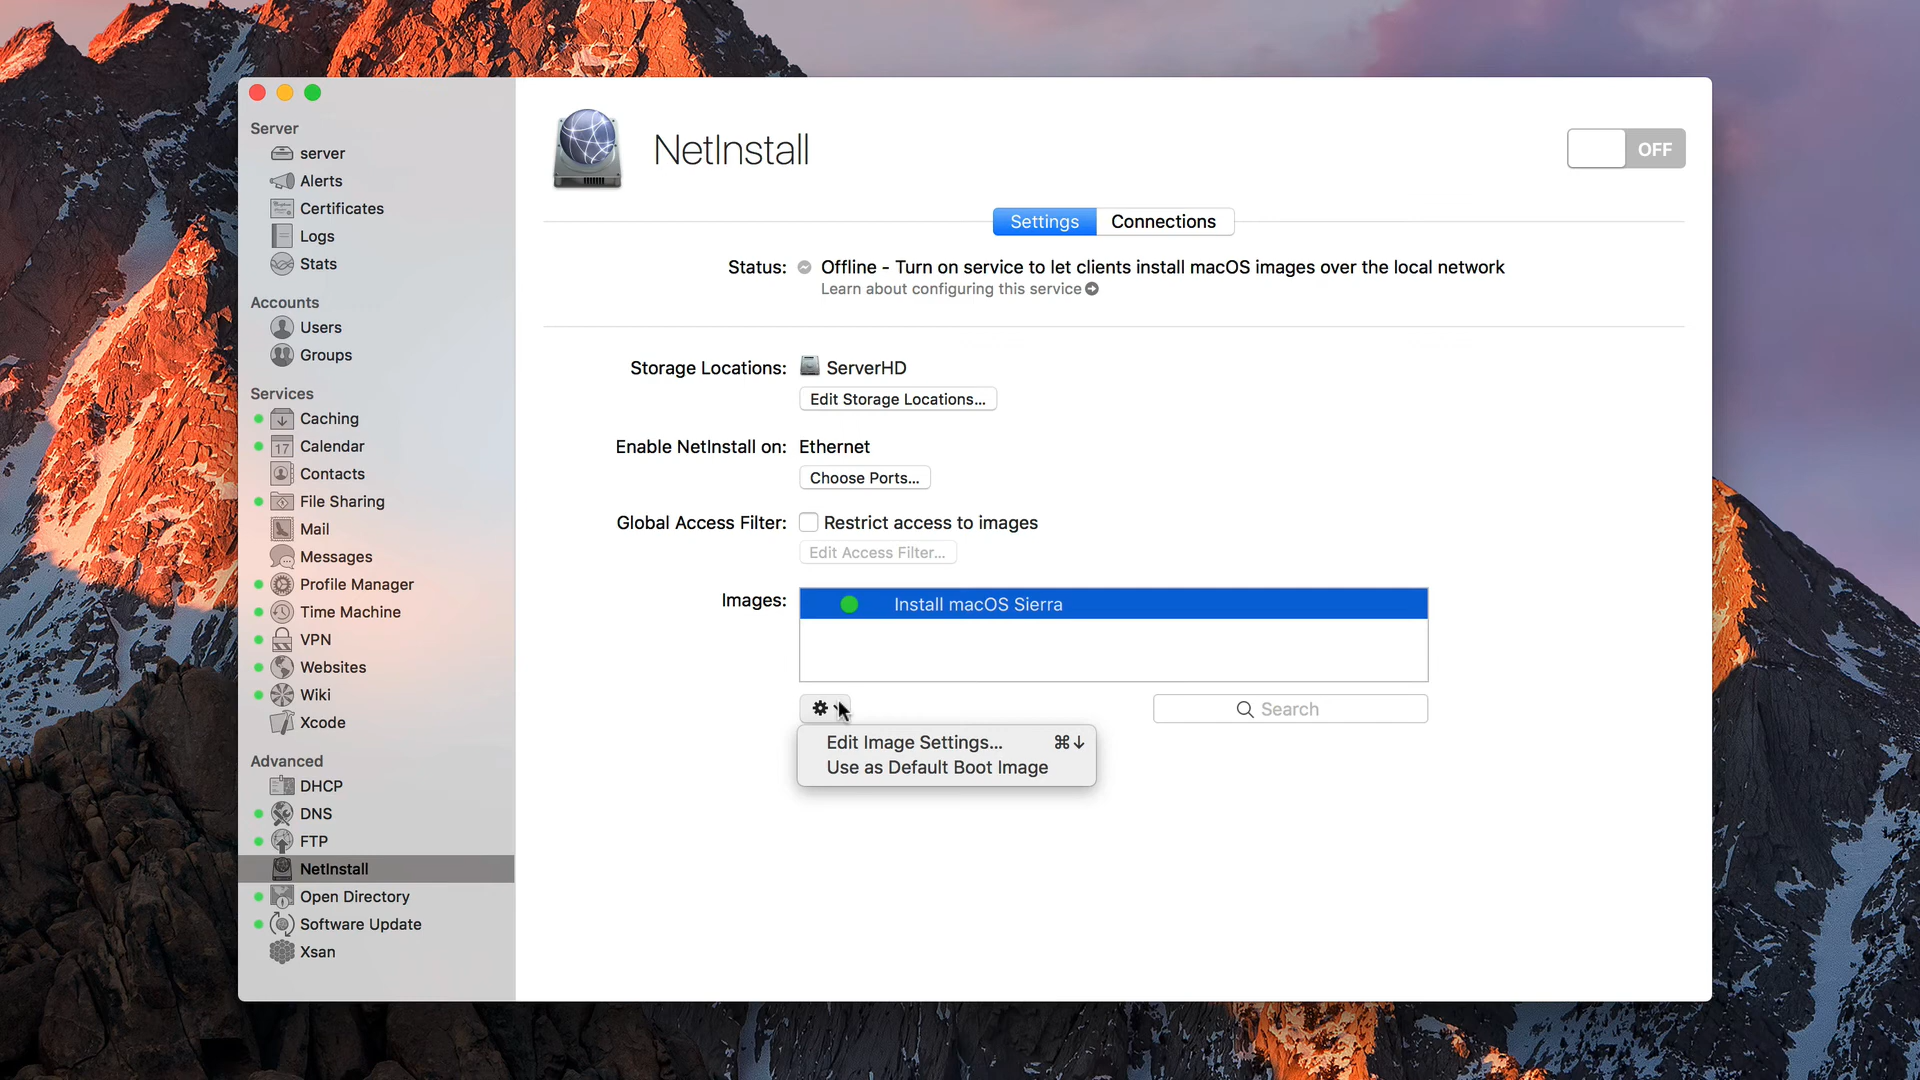 Server
server
Alerts
Certificates
Logs
Stats
Accounts
Users
Groups
Services
Caching
17 Calendar
Contacts
File Sharing
Mail
Messages
Profile Manager
Time Machine
VPN
Websites
Wiki
Xcode
Advanced
DHCP
DNS
FTP
NetInstall
Open Directory
Software Update
Xsan
NetInstall
OFF
Settings Connections
Status: Offline - Turn on service to let clients install macOS images over the local network
Learn about configuring this service
Storage Locations: ServerHD
Edit Storage Locations...
Enable NetInstall on: Ethernet
Choose Ports...
Global Access Filter: Restrict access to images
Edit Access Filter...
Images: Install macOS Sierra
Search
Edit Image Settings... ⌘↓
Use as Default Boot Image